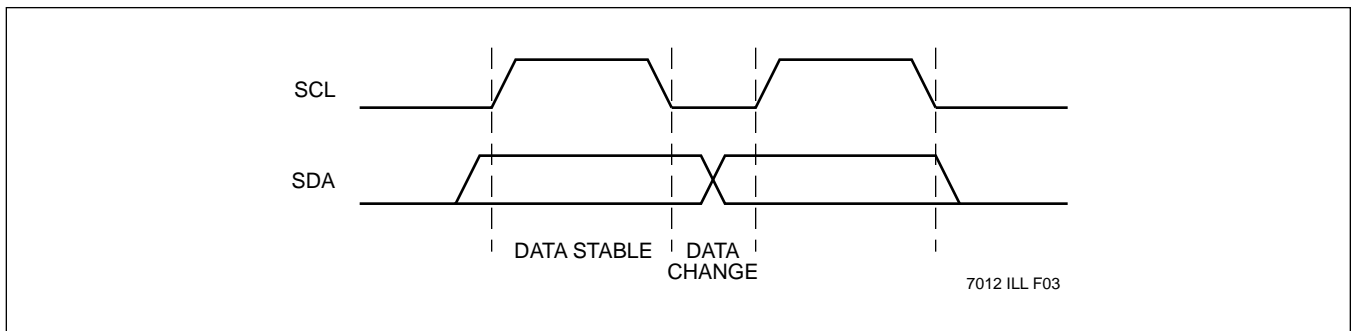 SCL
SDA
DATA STABLE
DATA
CHANGE
7012 ILL F03